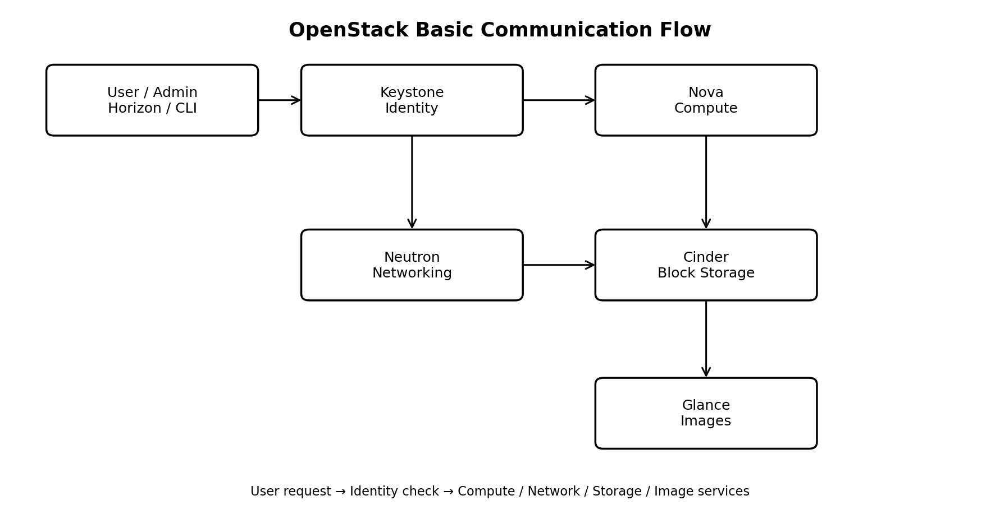 OpenStack Basic Communication Flow
User / Admin
Horizon / CLI
Keystone
Identity
Nova
Compute
Neutron
Networking
Cinder
Block Storage
Glance
Images
User request → Identity check → Compute / Network / Storage / Image services